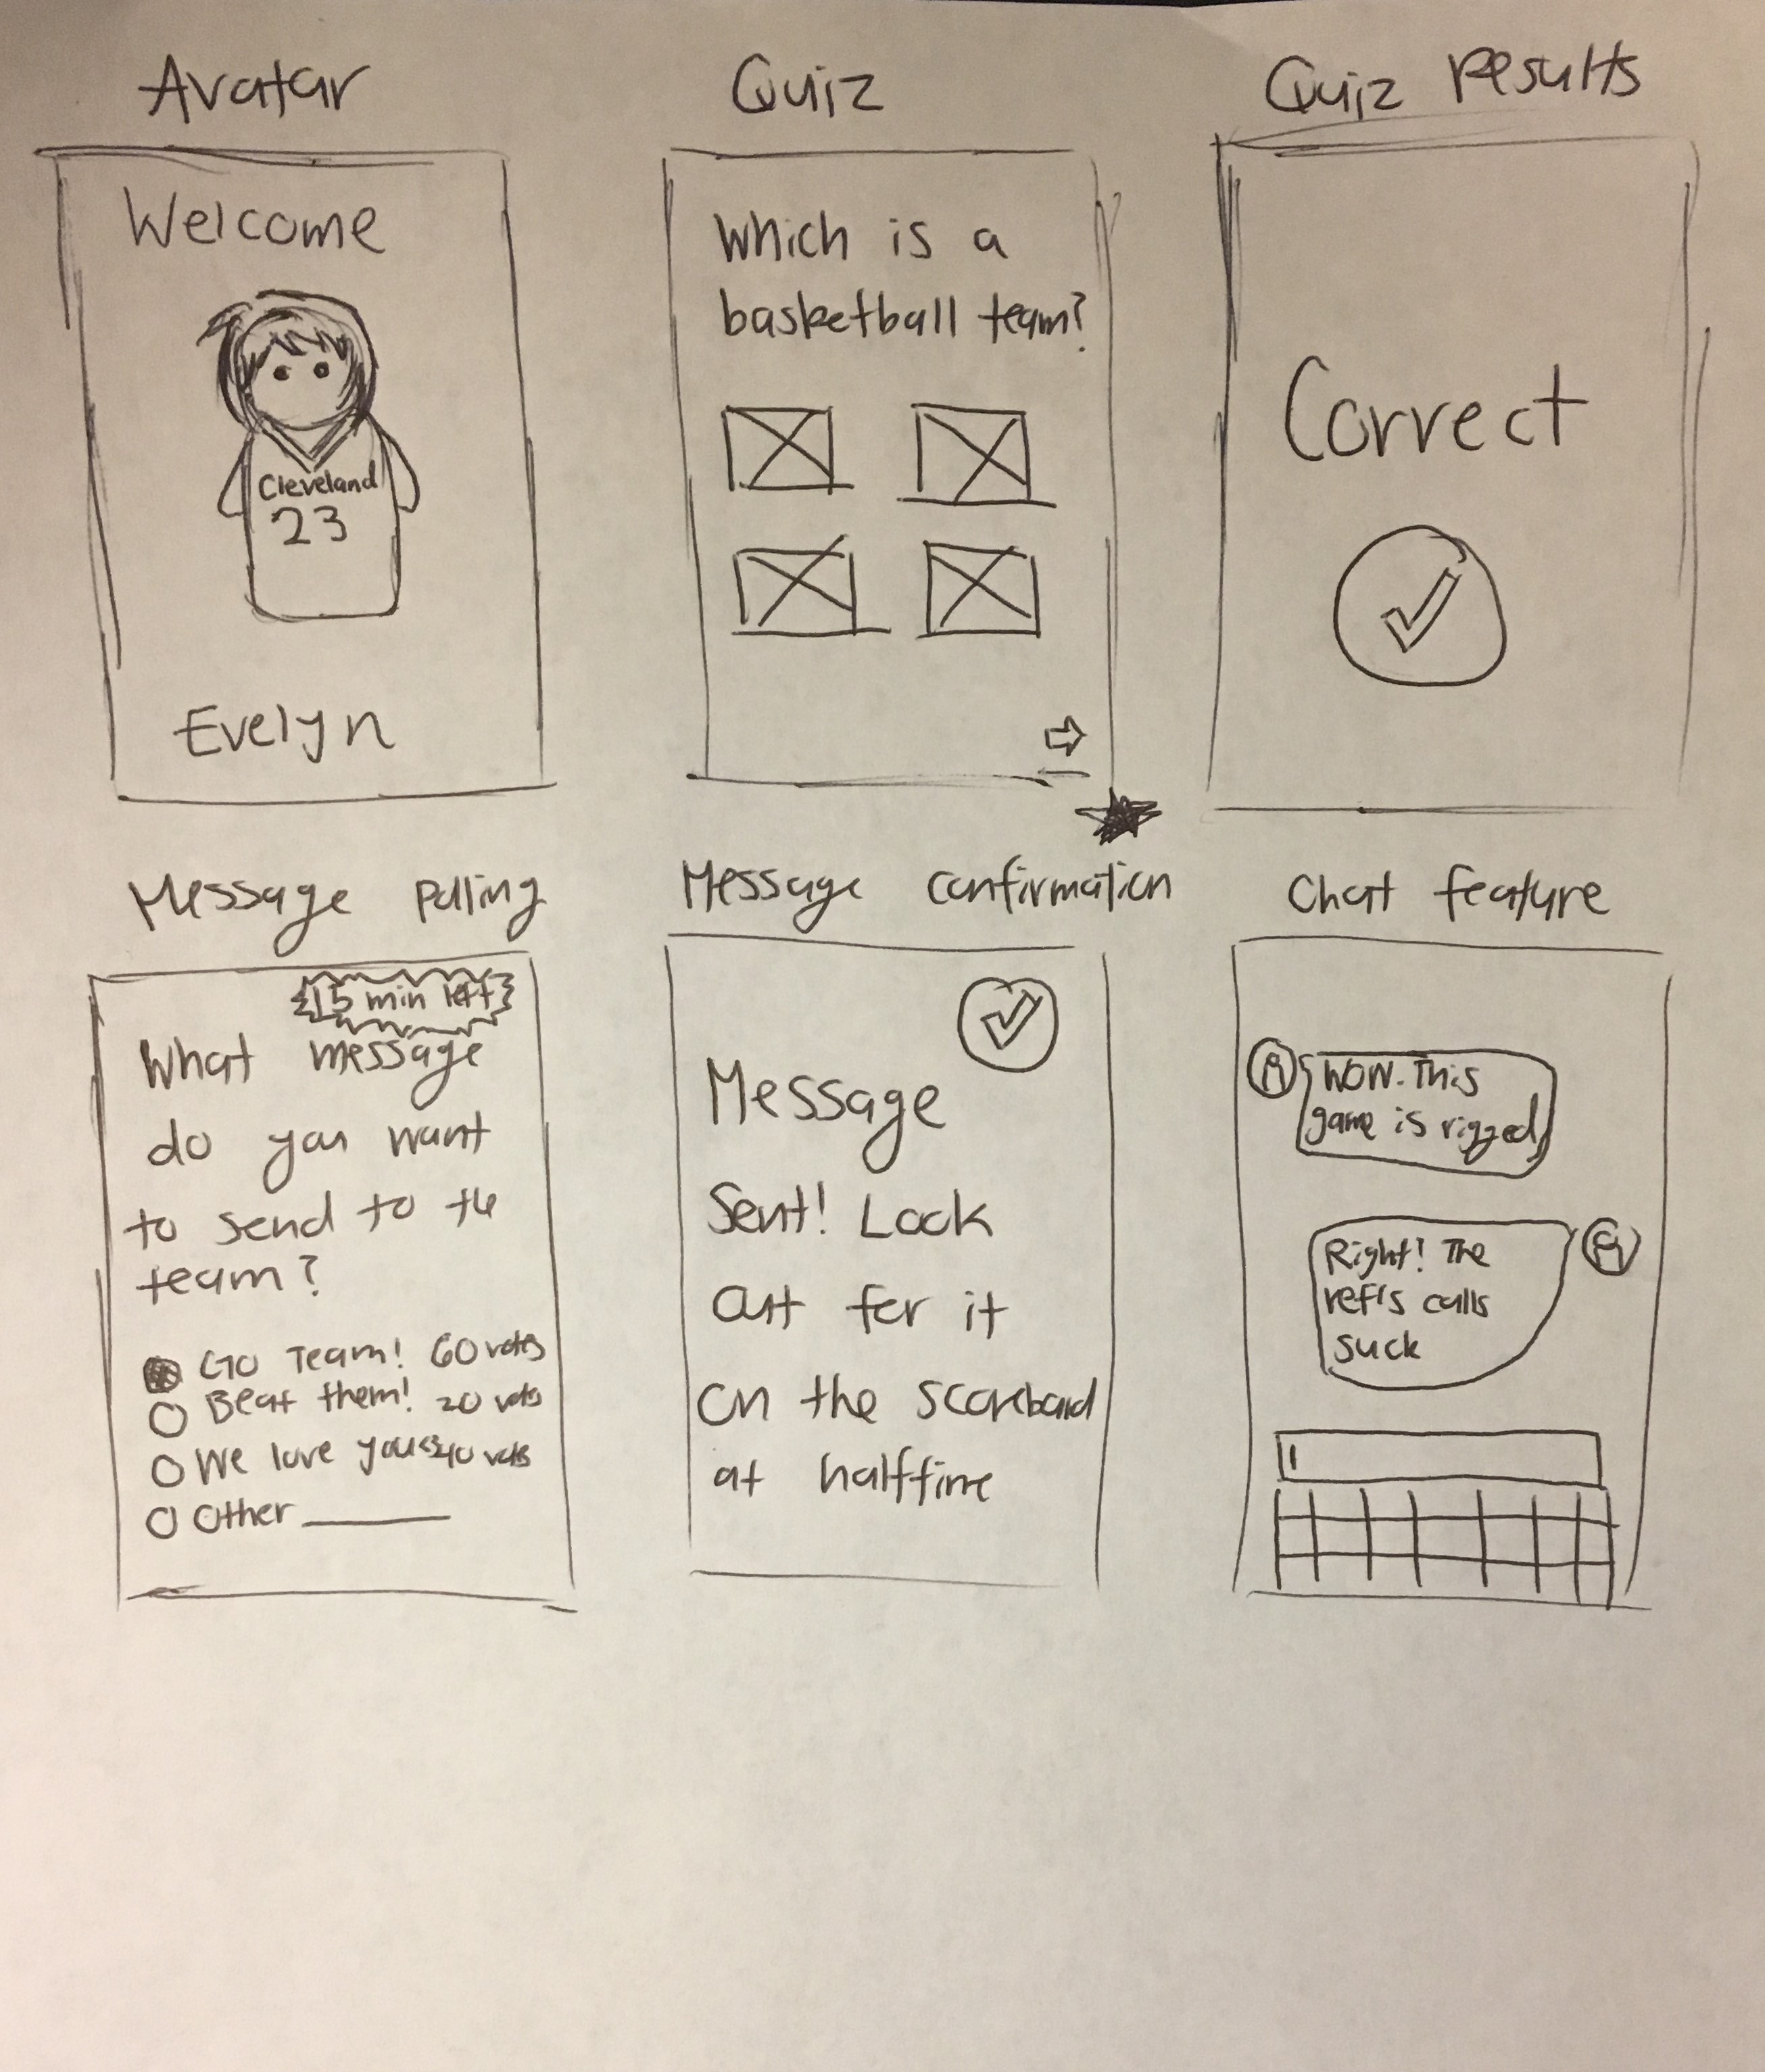 Avatar
Quiz
Quiz results
Welcome
Cleveland
23
Evelyn
Which is a
basketball team?
Correct
Message Polling
Message confirmation
Chat feature
15 min left
What message
do you want
to send to the
team?
Go Team! 60 votes
Beat them! 20 votes
We love you<3 40 votes
Other
Message
Sent! Look
out for it
on the scoreboard
at halftime
WOW. This
game is rigged
Right! The
ref's calls
suck